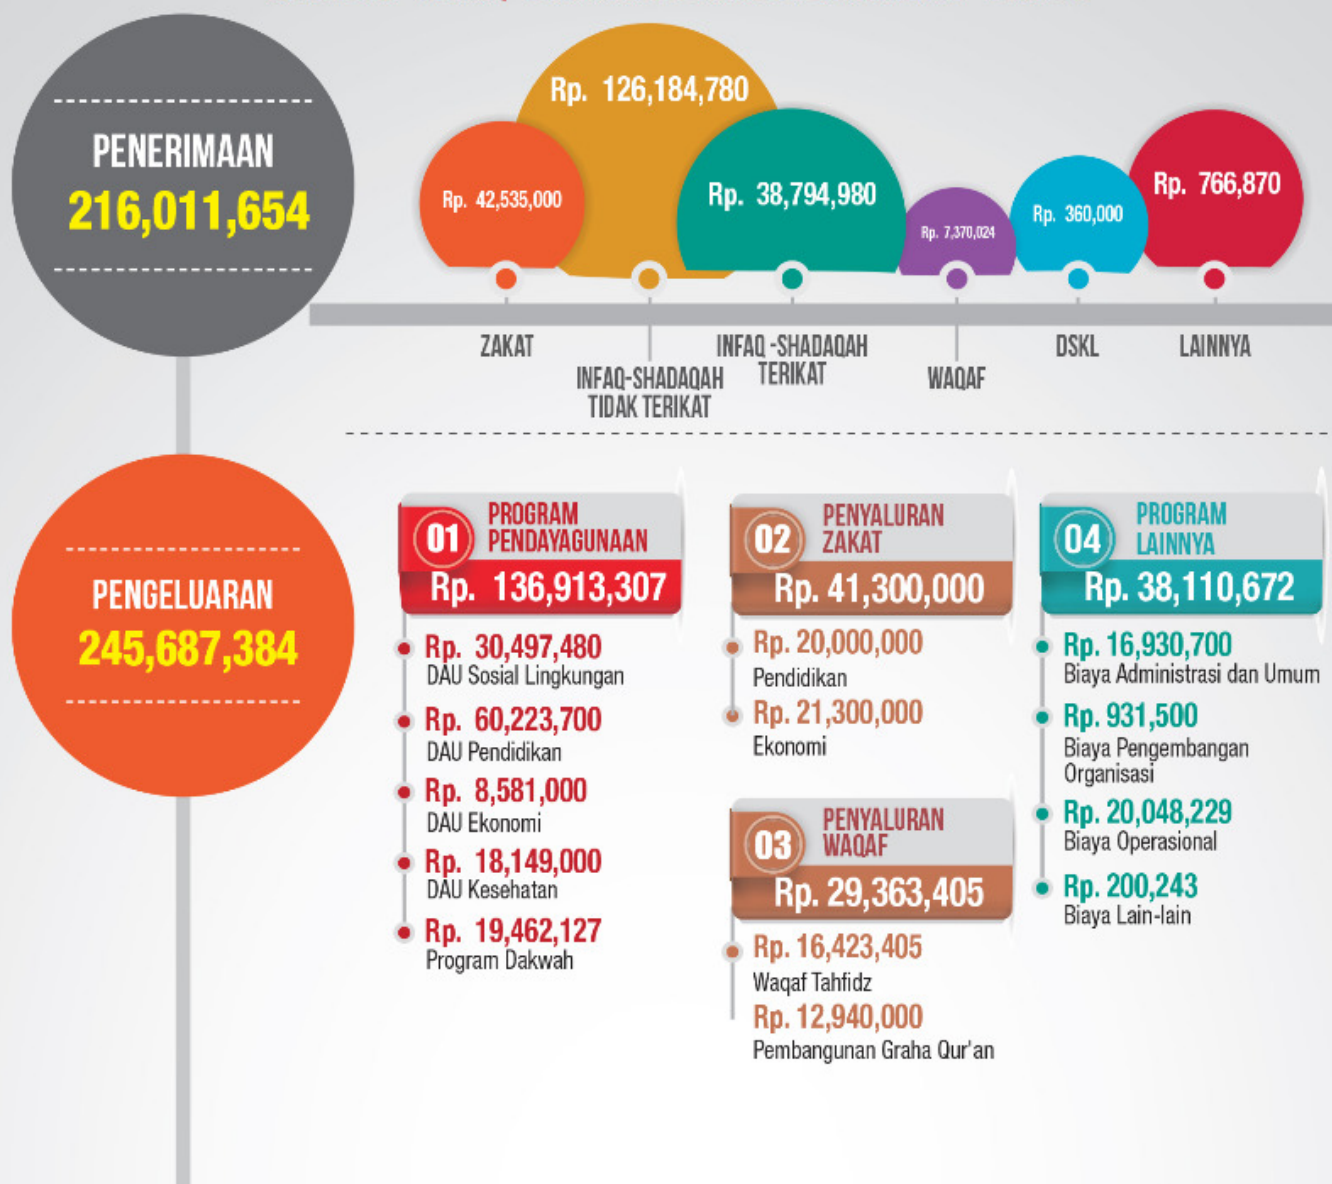 PENERIMAAN
216,011,654
Rp. 42,535,000
Rp. 126,184,780
Rp. 38,794,980
Rp. 7,370,024
Rp. 360,000
Rp. 766,870
ZAKAT
INFAQ-SHADAQAH
TIDAK TERIKAT
INFAQ -SHADAQAH
TERIKAT
WAQAF
DSKL
LAINNYA
PENGELUARAN
245,687,384
01
PROGRAM
PENDAYAGUNAAN
Rp. 136,913,307
Rp. 30,497,480
DAU Sosial Lingkungan
Rp. 60,223,700
DAU Pendidikan
Rp. 8,581,000
DAU Ekonomi
Rp. 18,149,000
DAU Kesehatan
Rp. 19,462,127
Program Dakwah
02
PENYALURAN
ZAKAT
Rp. 41,300,000
Rp. 20,000,000
Pendidikan
Rp. 21,300,000
Ekonomi
03
PENYALURAN
WAQAF
Rp. 29,363,405
Rp. 16,423,405
Waqaf Tahfidz
Rp. 12,940,000
Pembangunan Graha Qur'an
04
PROGRAM
LAINNYA
Rp. 38,110,672
Rp. 16,930,700
Biaya Administrasi dan Umum
Rp. 931,500
Biaya Pengembangan
Organisasi
Rp. 20,048,229
Biaya Operasional
Rp. 200,243
Biaya Lain-lain